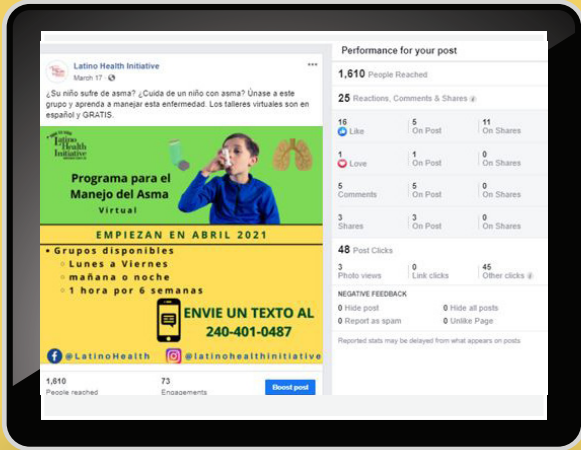 Latino Health Initiative
March 17 ·
¿Su niño sufre de asma? ¿Cuida de un niño con asma? Únase a este
grupo y aprenda a manejar esta enfermedad. Los talleres virtuales son en
español y GRATIS.
Latino
Health
Initiative
Programa para el
Manejo del Asma
Virtual
EMPIEZAN EN ABRIL 2021
• Grupos disponibles
Lunes a Viernes
mañana o noche
1 hora por 6 semanas
ENVIE UN TEXTO AL
240-401-0487
@LatinoHealth @latinohealthinitiative
1,610
People reached
73
Engagements
Boost post
Performance for your post
1,610 People Reached
25 Reactions, Comments & Shares
16
Like
5
On Post
11
On Shares
1
Love
1
On Post
0
On Shares
5
Comments
5
On Post
0
On Shares
3
Shares
3
On Post
0
On Shares
48 Post Clicks
3
Photo views
0
Link clicks
45
Other clicks
NEGATIVE FEEDBACK
0 Hide post
0 Hide all posts
0 Report as spam
0 Unlike Page
Reported stats may be delayed from what appears on posts